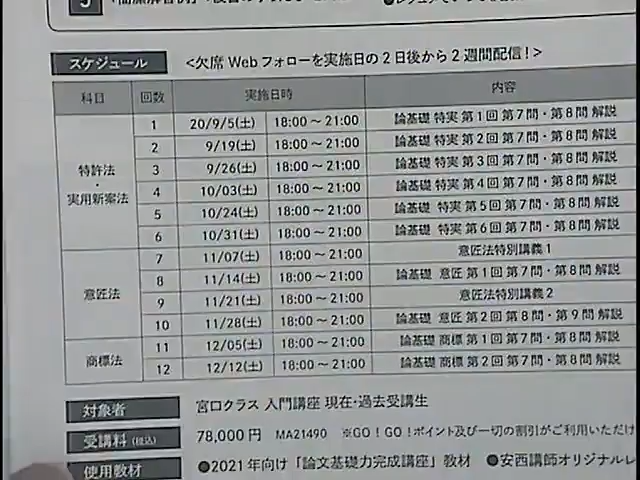 スケジュール <欠席 Web フォローを実施日の2日後から2週間配信!>
科目 回数 実施日時 内容
特許法・実用新案法
1 20/9/5(土) 18:00～21:00 論基礎 特実 第1回 第7問・第8問 解説
2 9/19(土) 18:00～21:00 論基礎 特実 第2回 第7問・第8問 解説
3 9/26(土) 18:00～21:00 論基礎 特実 第3回 第7問・第8問 解説
4 10/03(土) 18:00～21:00 論基礎 特実 第4回 第7問・第8問 解説
5 10/24(土) 18:00～21:00 論基礎 特実 第5回 第7問・第8問 解説
6 10/31(土) 18:00～21:00 論基礎 特実 第6回 第7問・第8問 解説
意匠法
7 11/07(土) 18:00～21:00 意匠法特別講義1
8 11/14(土) 18:00～21:00 論基礎 意匠 第1回 第7問・第8問 解説
9 11/21(土) 18:00～21:00 意匠法特別講義2
10 11/28(土) 18:00～21:00 論基礎 意匠 第2回 第8問・第9問 解説
商標法
11 12/05(土) 18:00～21:00 論基礎 商標 第1回 第7問・第8問 解説
12 12/12(土) 18:00～21:00 論基礎 商標 第2回 第7問・第8問 解説
対象者 宮口クラス 入門講座 現在・過去受講生
受講料(税込) 78,000円 MA21490 ※GO!GO!ポイント及び一切の割引がご利用いただけ
使用教材 ●2021年向け「論文基礎力完成講座」教材 ●安西講師オリジナルレ